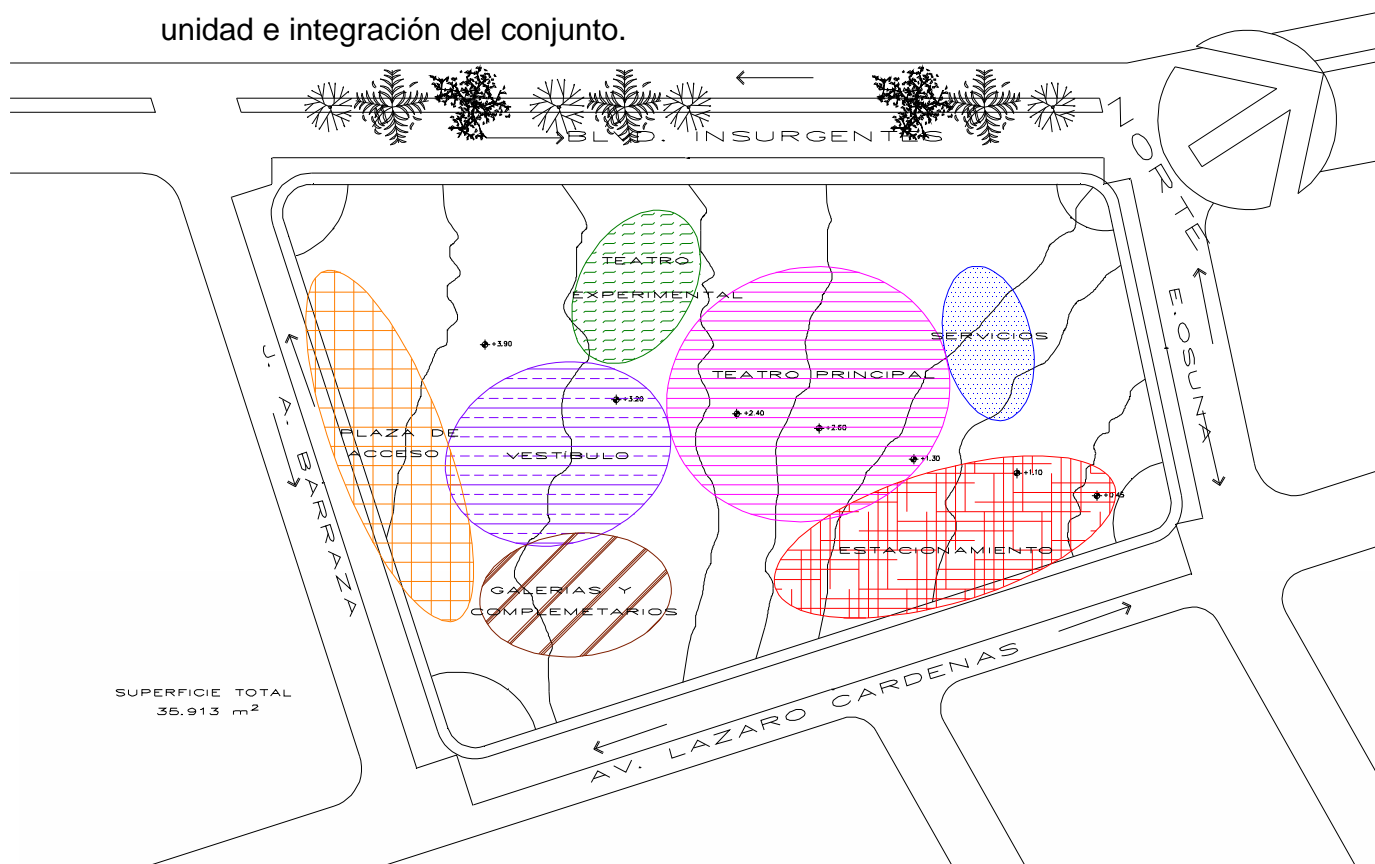 unidad e integración del conjunto.
BLVD. INSURGENTES
NORTE
TEATRO
EXPERIMENTAL
SERVICIOS
E.OSUNA
+3.90
J. A. BARRAZA
TEATRO PRINCIPAL
+3.20
+2.40
+2.60
PLAZA DE
ACCESO
VESTÍBULO
+1.30
+1.10
+0.45
ESTACIONAMIENTO
GALERIAS Y
COMPLEMETARIOS
AV. LAZARO CARDENAS
SUPERFICIE TOTAL
35.913 m²